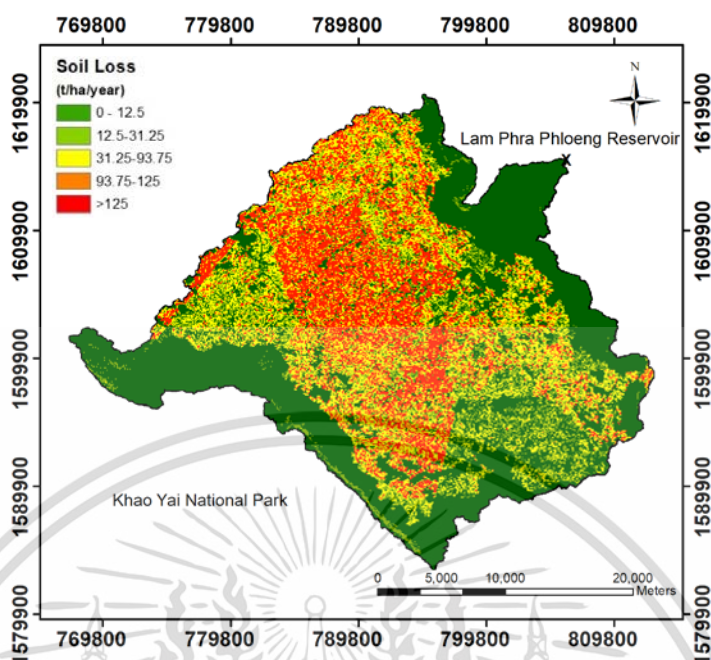 769800 779800 789800 799800 809800
Soil Loss
(t/ha/year)
0 - 12.5
12.5-31.25
31.25-93.75
93.75-125
>125
N
Lam Phra Phloeng Reservoir
X
1619900
1619900
1609900
1609900
1599900
1599900
1589900
1589900
Khao Yai National Park
0 5,000 10,000 20,000
Meters
1579900
1579900
769800 779800 789800 799800 809800